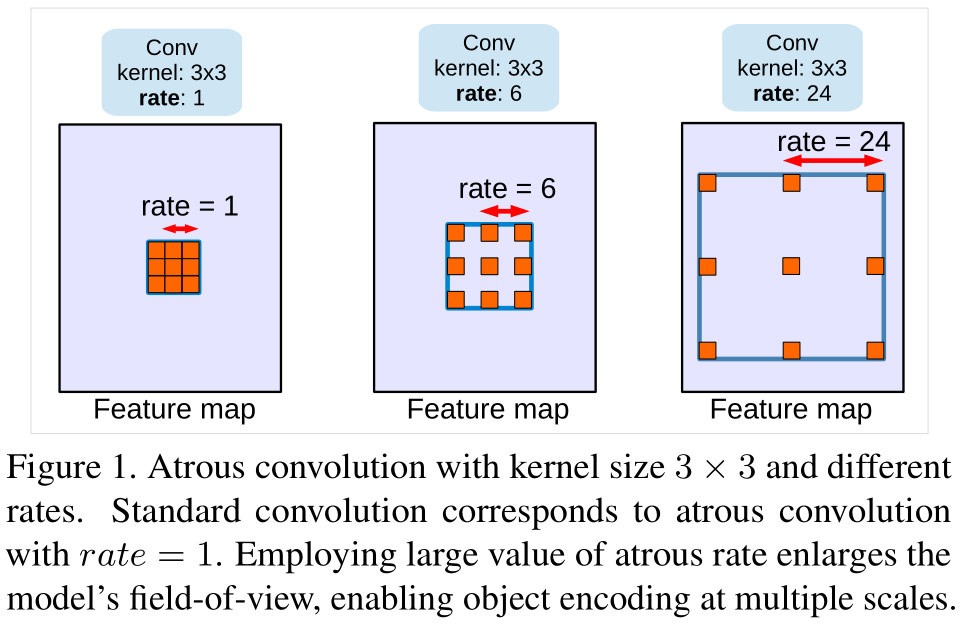 Conv
kernel: 3x3
rate: 1
Conv
kernel: 3x3
rate: 6
Conv
kernel: 3x3
rate: 24
rate = 1
rate = 6
rate = 24
Feature map
Feature map
Feature map
Figure 1. Atrous convolution with kernel size 3 × 3 and different
rates. Standard convolution corresponds to atrous convolution
with rate = 1. Employing large value of atrous rate enlarges the
model's field-of-view, enabling object encoding at multiple scales.